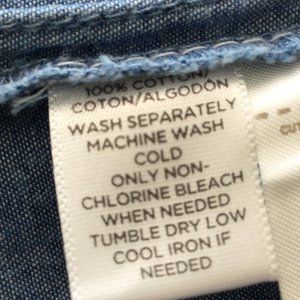 100% COTTON/
COTON/ALGODÓN
WASH SEPARATELY
MACHINE WASH
COLD
ONLY NON-
CHLORINE BLEACH
WHEN NEEDED
TUMBLE DRY LOW
COOL IRON IF
NEEDED